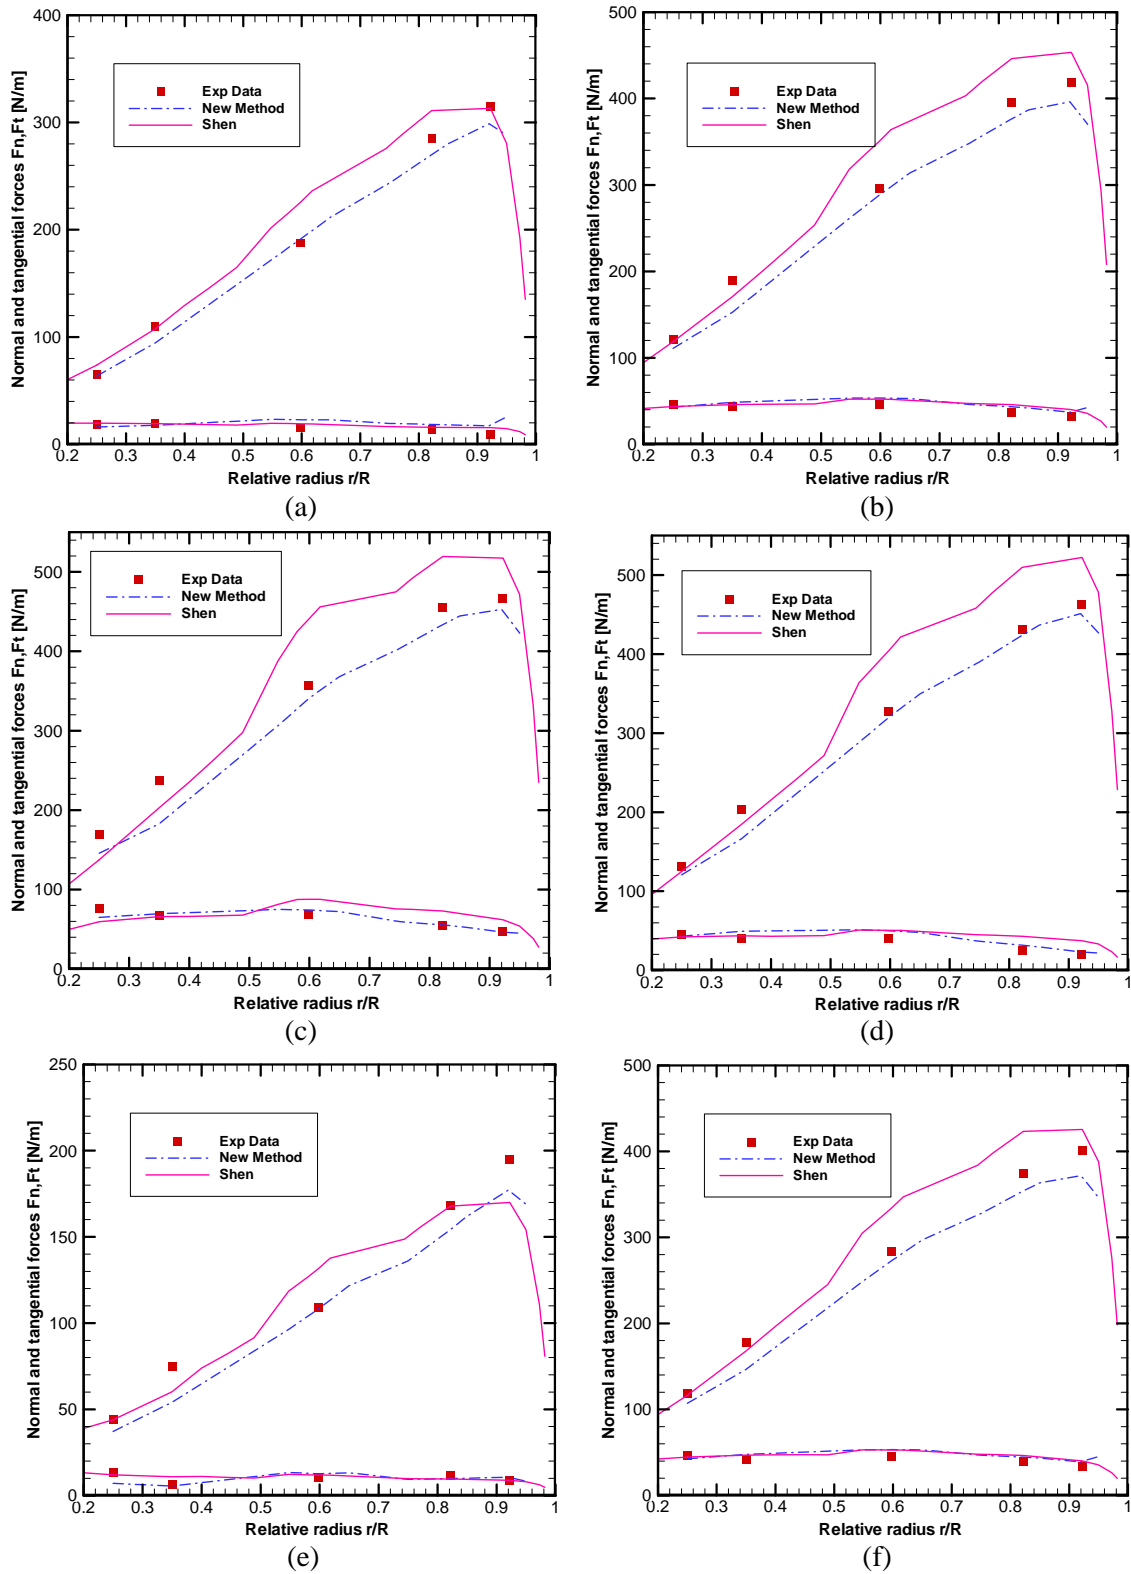 Normal and tangential forces Fn,Ft [N/m]
400
300
200
100
0
Exp Data
New Method
Shen
0.2 0.3 0.4 0.5 0.6 0.7 0.8 0.9 1
Relative radius r/R
(a)
Normal and tangential forces Fn,Ft [N/m]
500
400
300
200
100
0
Exp Data
New Method
Shen
0.2 0.3 0.4 0.5 0.6 0.7 0.8 0.9 1
Relative radius r/R
(b)
Normal and tangential forces Fn,Ft [N/m]
500
400
300
200
100
0
Exp Data
New Method
Shen
0.2 0.3 0.4 0.5 0.6 0.7 0.8 0.9 1
Relative radius r/R
(c)
Normal and tangential forces Fn,Ft [N/m]
500
400
300
200
100
0
Exp Data
New Method
Shen
0.2 0.3 0.4 0.5 0.6 0.7 0.8 0.9 1
Relative radius r/R
(d)
Normal and tangential forces Fn,Ft [N/m]
250
200
150
100
50
0
Exp Data
New Method
Shen
0.2 0.3 0.4 0.5 0.6 0.7 0.8 0.9 1
Relative radius r/R
(e)
Normal and tangential forces Fn,Ft [N/m]
500
400
300
200
100
0
Exp Data
New Method
Shen
0.2 0.3 0.4 0.5 0.6 0.7 0.8 0.9 1
Relative radius r/R
(f)